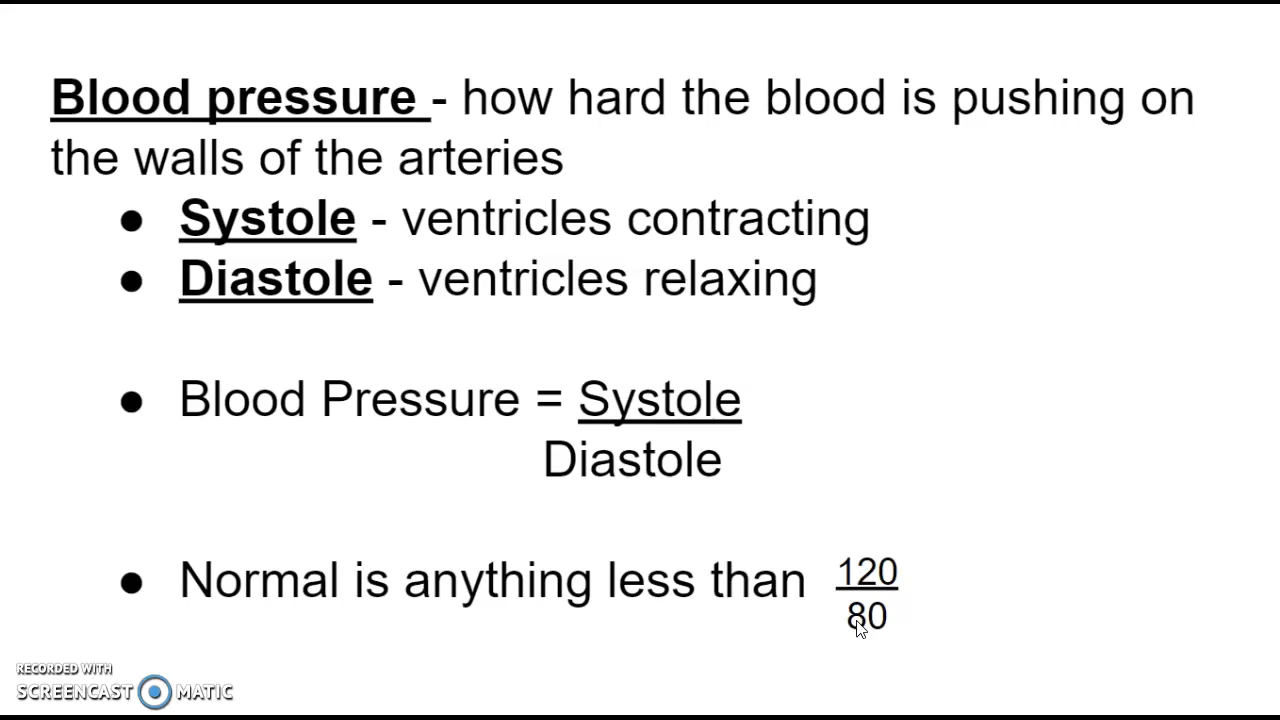 Blood pressure - how hard the blood is pushing on
the walls of the arteries
● Systole - ventricles contracting
● Diastole - ventricles relaxing
● Blood Pressure = Systole
Diastole
● Normal is anything less than 120
80
RECORDED WITH
SCREENCAST MATIC